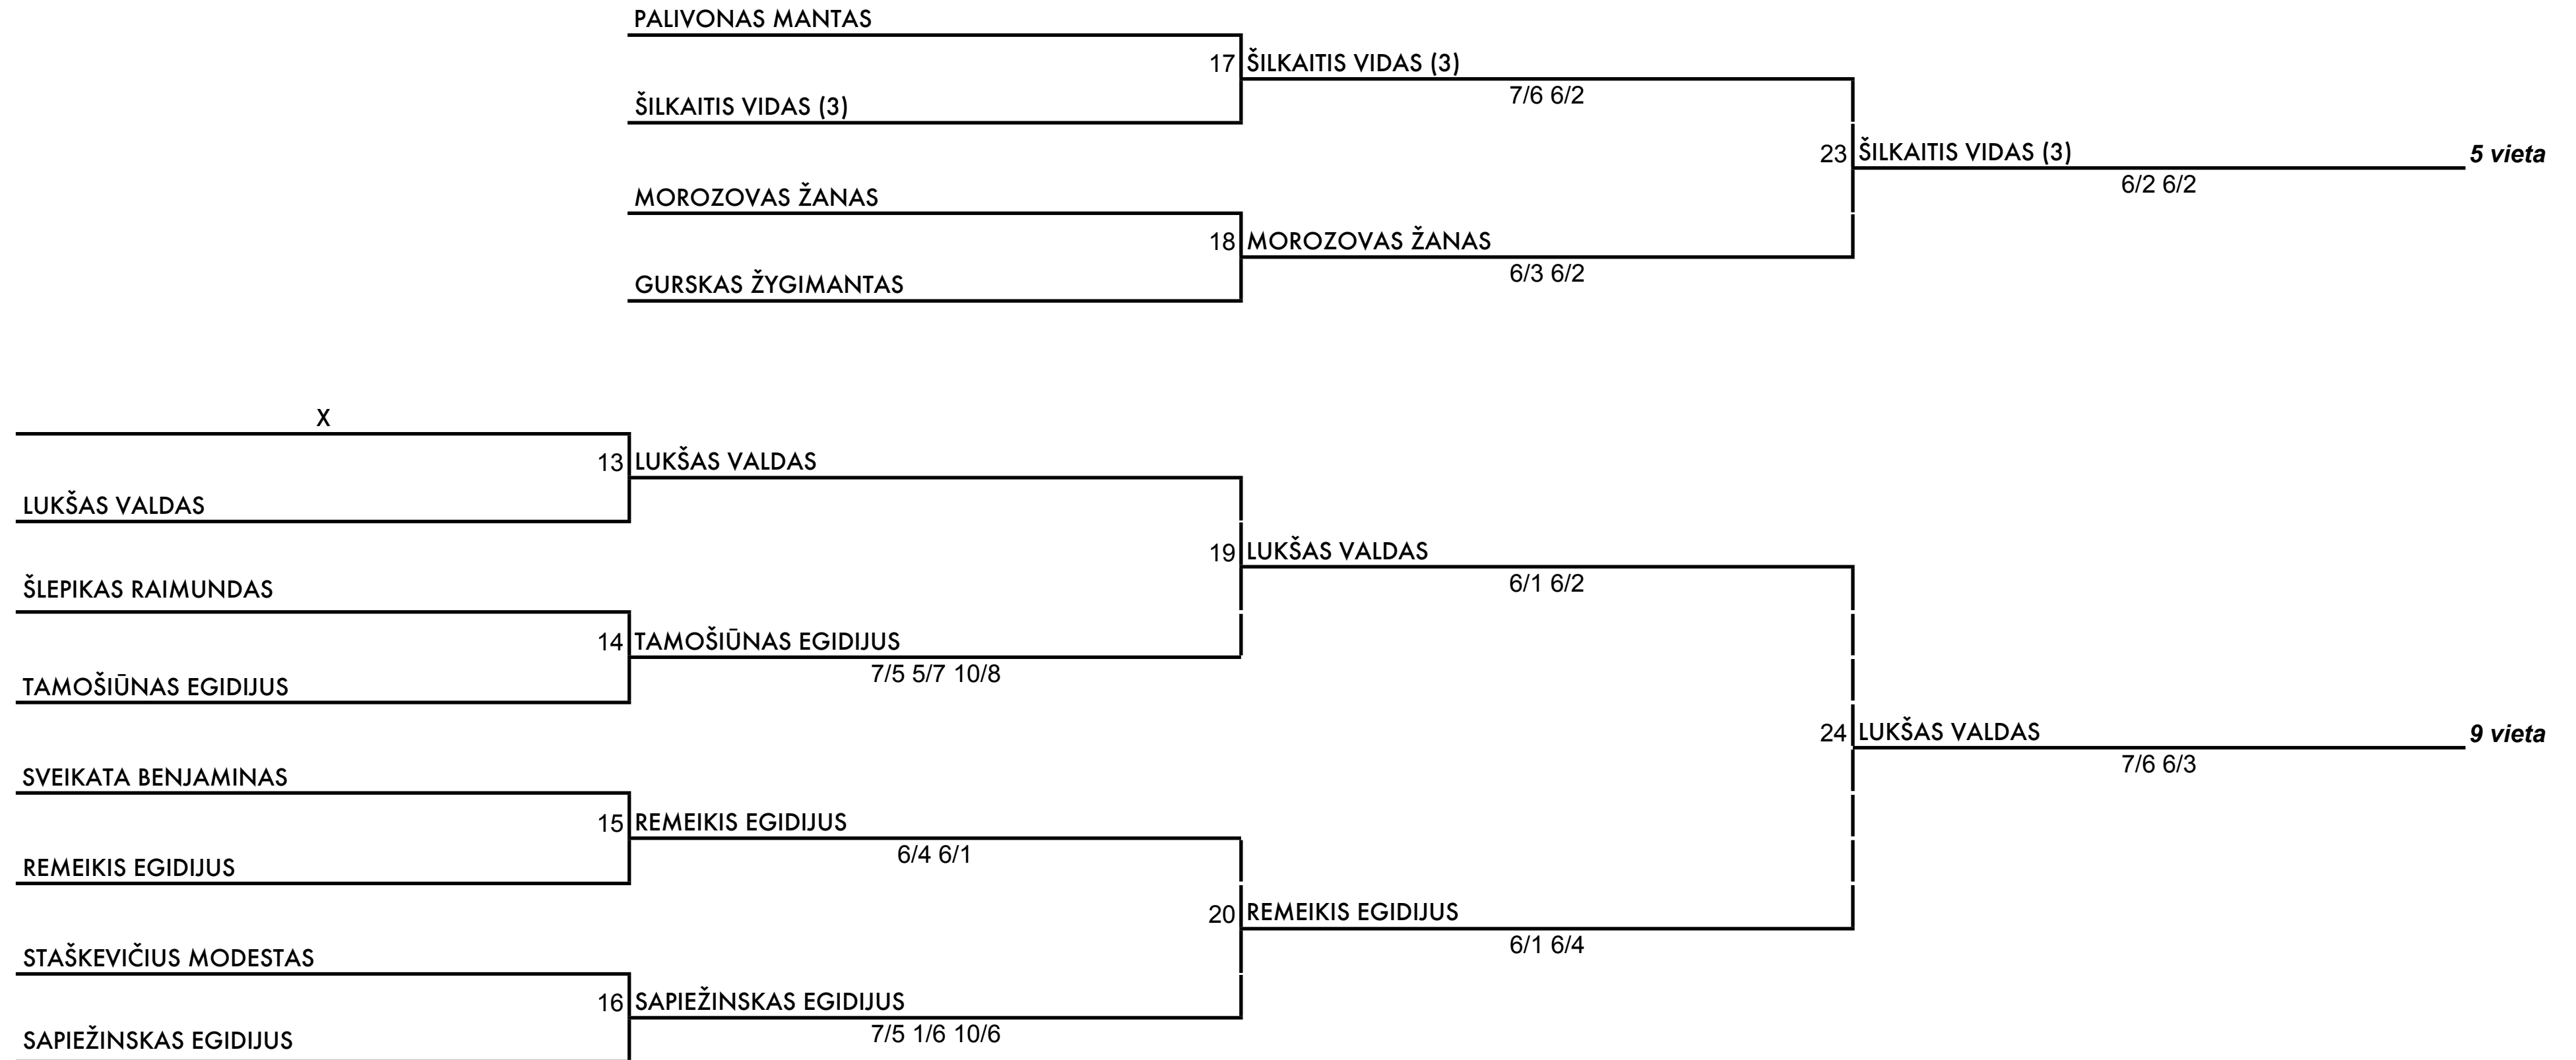 PALIVONAS MANTAS
17 ŠILKAITIS VIDAS (3)
7/6 6/2
ŠILKAITIS VIDAS (3)
23 ŠILKAITIS VIDAS (3) 5 vieta
6/2 6/2
MOROZOVAS ŽANAS
18 MOROZOVAS ŽANAS
6/3 6/2
GURSKAS ŽYGIMANTAS
X
13 LUKŠAS VALDAS
LUKŠAS VALDAS
19 LUKŠAS VALDAS
6/1 6/2
ŠLEPIKAS RAIMUNDAS
14 TAMOŠIŪNAS EGIDIJUS
7/5 5/7 10/8
TAMOŠIŪNAS EGIDIJUS
24 LUKŠAS VALDAS 9 vieta
7/6 6/3
SVEIKATA BENJAMINAS
15 REMEIKIS EGIDIJUS
6/4 6/1
REMEIKIS EGIDIJUS
20 REMEIKIS EGIDIJUS
6/1 6/4
STAŠKEVIČIUS MODESTAS
16 SAPIEŽINSKAS EGIDIJUS
7/5 1/6 10/6
SAPIEŽINSKAS EGIDIJUS